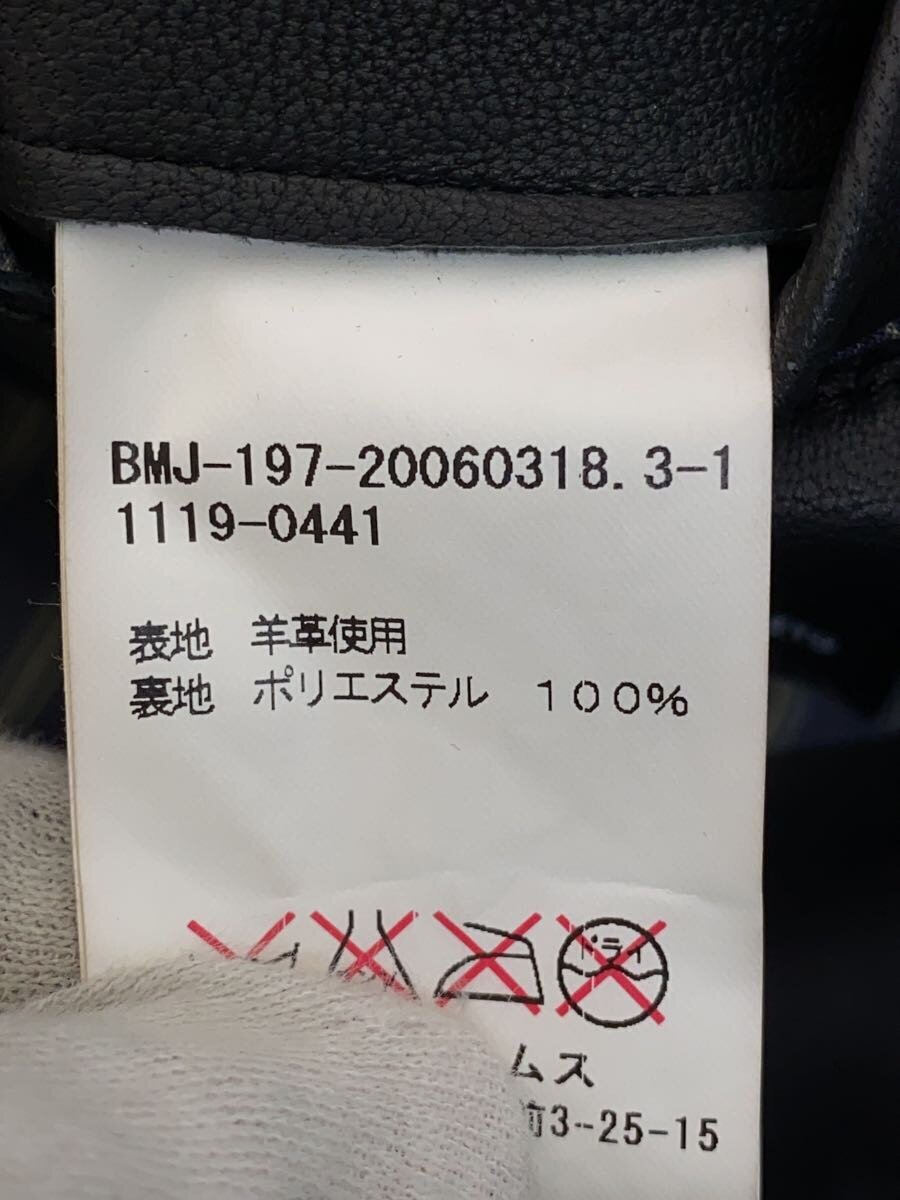 BMJ-197-20060318.3-1
1119-0441
表地 羊革使用
裏地 ポリエステル 100%
ドライ
ムズ
前3-25-15